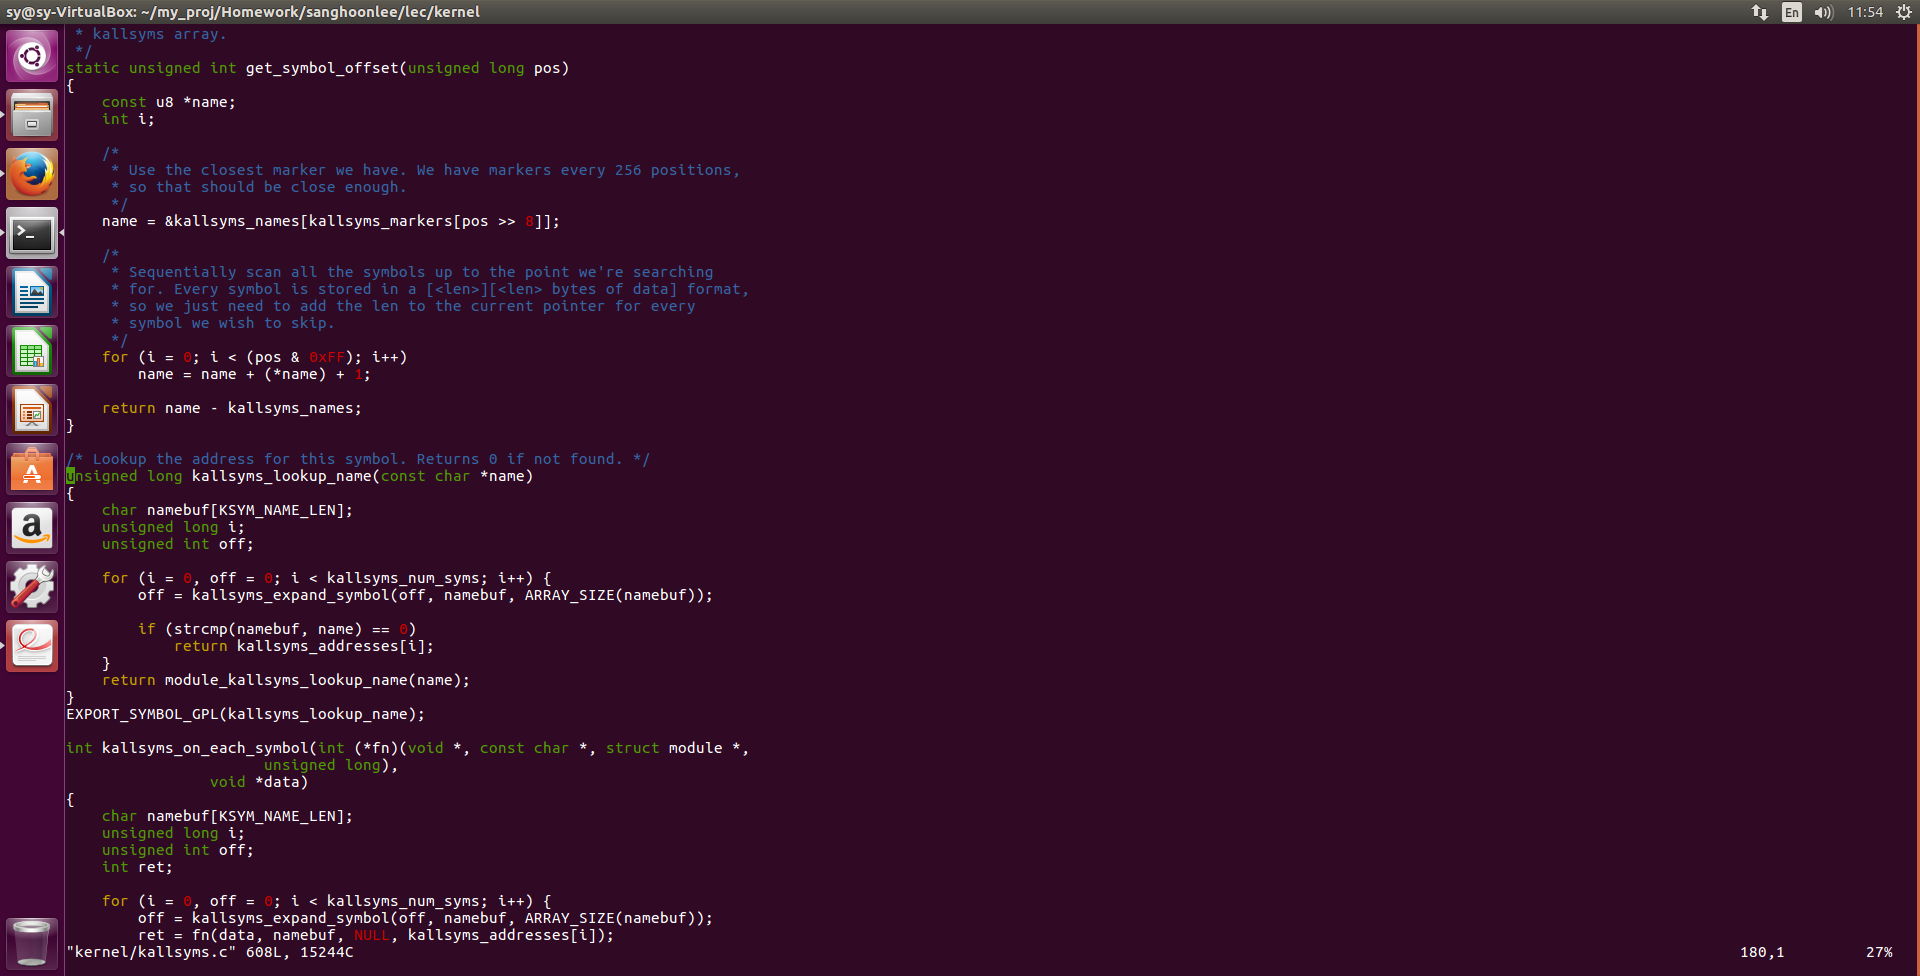 sy@sy-VirtualBox: ~/my_proj/Homework/sanghoonlee/lec/kernel
En 11:54
 * kallsyms array.
 */
static unsigned int get_symbol_offset(unsigned long pos)
{
    const u8 *name;
    int i;

    /*
     * Use the closest marker we have. We have markers every 256 positions,
     * so that should be close enough.
     */
    name = &kallsyms_names[kallsyms_markers[pos >> 8]];

    /*
     * Sequentially scan all the symbols up to the point we're searching
     * for. Every symbol is stored in a [<len>][<len> bytes of data] format,
     * so we just need to add the len to the current pointer for every
     * symbol we wish to skip.
     */
    for (i = 0; i < (pos & 0xFF); i++)
        name = name + (*name) + 1;

    return name - kallsyms_names;
}

/* Lookup the address for this symbol. Returns 0 if not found. */
unsigned long kallsyms_lookup_name(const char *name)
{
    char namebuf[KSYM_NAME_LEN];
    unsigned long i;
    unsigned int off;

    for (i = 0, off = 0; i < kallsyms_num_syms; i++) {
        off = kallsyms_expand_symbol(off, namebuf, ARRAY_SIZE(namebuf));

        if (strcmp(namebuf, name) == 0)
            return kallsyms_addresses[i];
    }
    return module_kallsyms_lookup_name(name);
}
EXPORT_SYMBOL_GPL(kallsyms_lookup_name);

int kallsyms_on_each_symbol(int (*fn)(void *, const char *, struct module *,
                      unsigned long),
                void *data)
{
    char namebuf[KSYM_NAME_LEN];
    unsigned long i;
    unsigned int off;
    int ret;

    for (i = 0, off = 0; i < kallsyms_num_syms; i++) {
        off = kallsyms_expand_symbol(off, namebuf, ARRAY_SIZE(namebuf));
        ret = fn(data, namebuf, NULL, kallsyms_addresses[i]);
"kernel/kallsyms.c" 608L, 15244C 180,1 27%